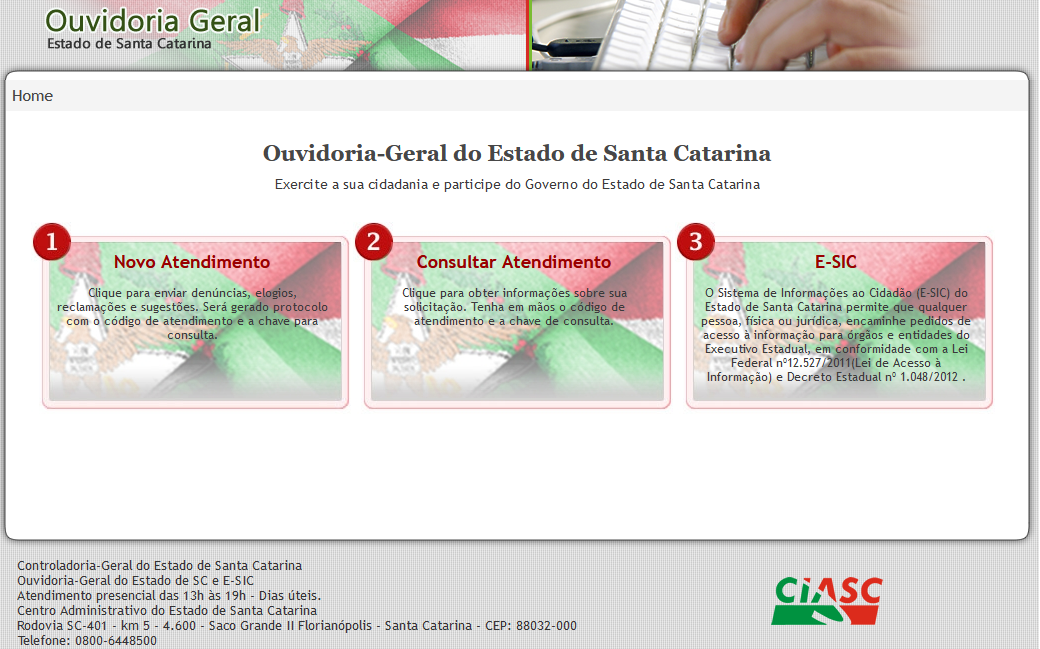 Ouvidoria Geral
Estado de Santa Catarina
Home
Ouvidoria-Geral do Estado de Santa Catarina
Exercite a sua cidadania e participe do Governo do Estado de Santa Catarina
1
Novo Atendimento
Clique para enviar denúncias, elogios,
reclamações e sugestões. Será gerado protocolo
com o código de atendimento e a chave para
consulta.
2
Consultar Atendimento
Clique para obter informações sobre sua
solicitação. Tenha em mãos o código de
atendimento e a chave de consulta.
3
E-SIC
O Sistema de Informações ao Cidadão (E-SIC) do
Estado de Santa Catarina permite que qualquer
pessoa, física ou jurídica, encaminhe pedidos de
acesso à informação para órgãos e entidades do
Executivo Estadual, em conformidade com a Lei
Federal nº12.527/2011(Lei de Acesso à
Informação) e Decreto Estadual nº 1.048/2012 .
Controladoria-Geral do Estado de Santa Catarina
Ouvidoria-Geral do Estado de SC e E-SIC
Atendimento presencial das 13h às 19h - Dias úteis.
Centro Administrativo do Estado de Santa Catarina
Rodovia SC-401 - km 5 - 4.600 - Saco Grande II Florianópolis - Santa Catarina - CEP: 88032-000
Telefone: 0800-6448500
CiASC